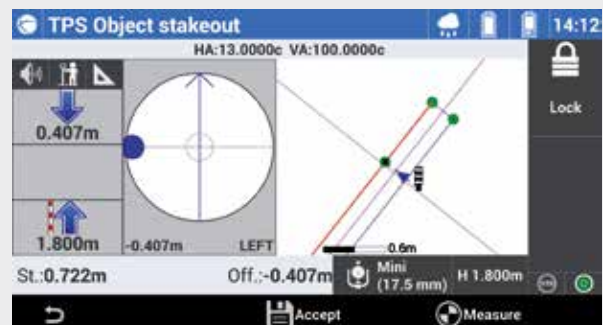 TPS Object stakeout 14:12
HA:13.0000c VA:100.0000c
Lock
0.407m
1.800m
-0.407m LEFT
0.6m
St.:0.722m Off.:-0.407m Mini (17.5 mm) H 1.800m
Accept Measure